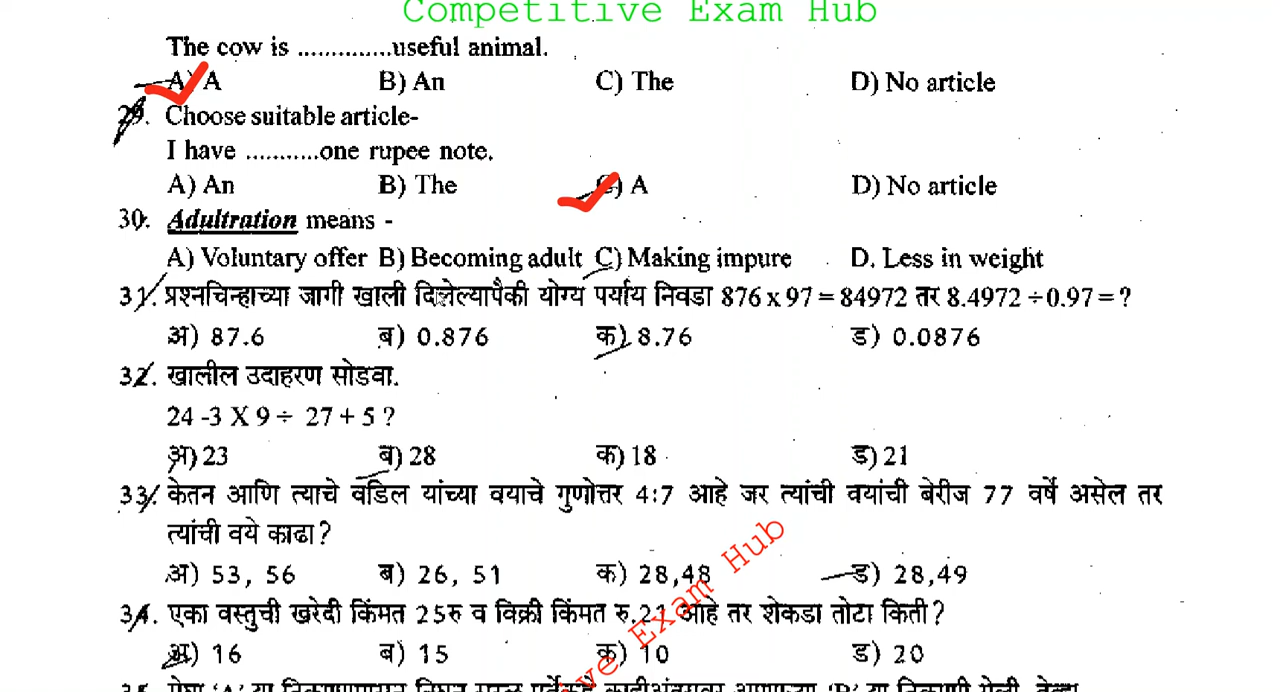 Competitive Exam Hub
The cow is ..............useful animal.
A) A B) An C) The D) No article
29. Choose suitable article-
I have ...........one rupee note.
A) An B) The C) A D) No article
30. Adultration means -
A) Voluntary offer B) Becoming adult C) Making impure D. Less in weight
31. प्रश्नचिन्हाच्या जागी खाली दिलेल्यापैकी योग्य पर्याय निवडा 876 x 97 = 84972 तर 8.4972 ÷ 0.97 = ?
अ) 87.6 ब) 0.876 क) 8.76 ड) 0.0876
32. खालील उदाहरण सोडवा.
24 -3 X 9 ÷ 27 + 5 ?
अ) 23 ब) 28 क) 18 ड) 21
33. केतन आणि त्याचे वडिल यांच्या वयाचे गुणोत्तर 4:7 आहे जर त्यांची वयांची बेरीज 77 वर्षे असेल तर
त्यांची वये काढा?
अ) 53, 56 ब) 26, 51 क) 28,48 ड) 28,49
34. एका वस्तुची खरेदी किंमत 25रु व विक्री किंमत रु.21 आहे तर शेकडा तोटा किती?
अ) 16 ब) 15 क) 10 ड) 20